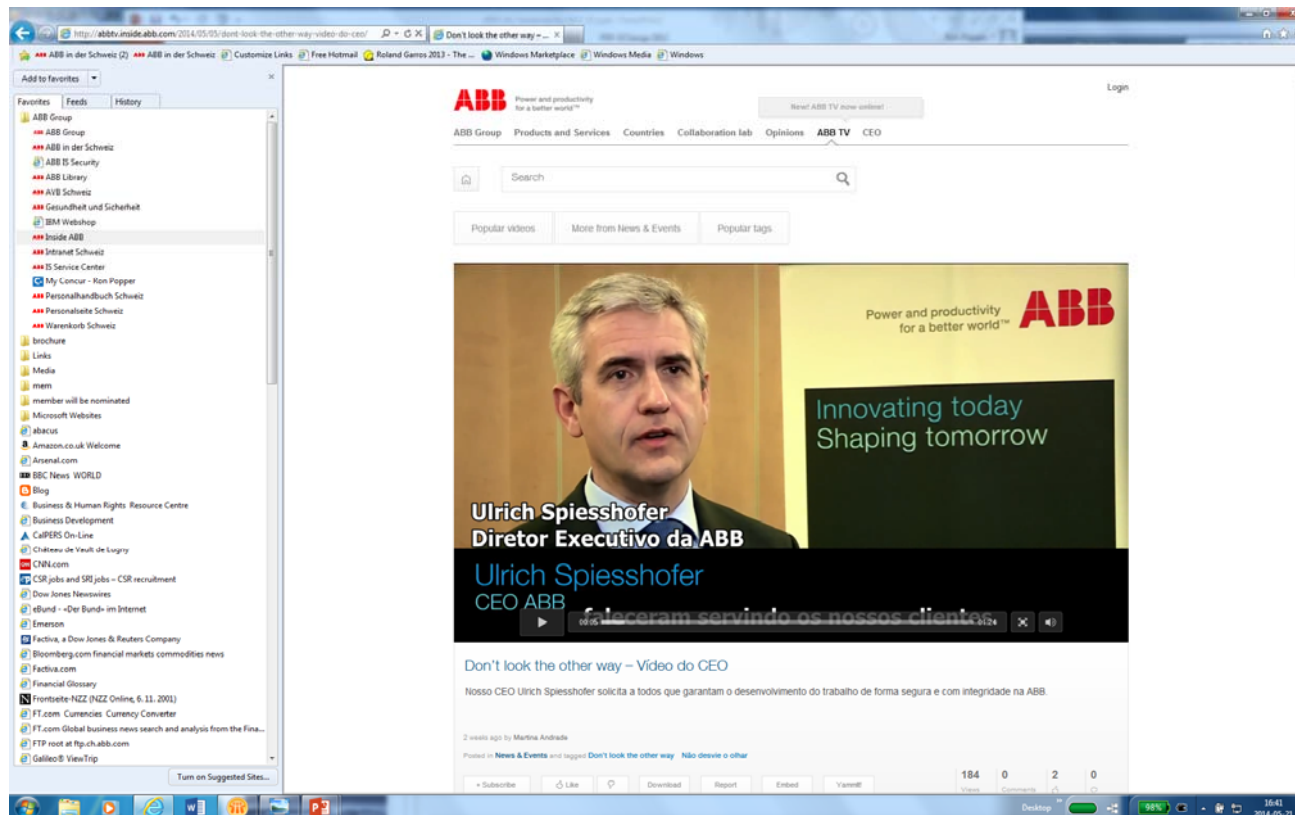 http://abbtv.inside.abb.com/2014/05/05/dont-look-the-other-way-video-do-ceo/
Don't look the other way – ...
ABB in der Schweiz (2)
ABB in der Schweiz
Customize Links
Free Hotmail
Roland Garros 2013 - The ...
Windows Marketplace
Windows Media
Windows
Add to favorites
Favorites
Feeds
History
ABB Group
ABB Group
ABB in der Schweiz
ABB IS Security
ABB Library
AVB Schweiz
Gesundheit und Sicherheit
IBM Webshop
Inside ABB
Intranet Schweiz
IS Service Center
My Concur - Ron Popper
Personalhandbuch Schweiz
Personalseite Schweiz
Warenkorb Schweiz
brochure
Links
Media
mem
member will be nominated
Microsoft Websites
abacus
Amazon.co.uk Welcome
Arsenal.com
BBC News WORLD
Blog
Business & Human Rights Resource Centre
Business Development
CalPERS On-Line
Château de Vault de Lugny
CNN.com
CSR jobs and SRI jobs – CSR recruitment
Dow Jones Newswires
eBund - «Der Bund» im Internet
Emerson
Factiva, a Dow Jones & Reuters Company
Bloomberg.com financial markets commodities news
Factiva.com
Financial Glossary
Frontseite-NZZ (NZZ Online, 6. 11. 2001)
FT.com Currencies Currency Converter
FT.com Global business news search and analysis from the Fina...
FTP root at ftp.ch.abb.com
Galileo® ViewTrip
Turn on Suggested Sites...
Login
ABB
Power and productivity
for a better world™
New! ABB TV now online!
ABB Group
Products and Services
Countries
Collaboration lab
Opinions
ABB TV
CEO
Search
Popular videos
More from News & Events
Popular tags
Power and productivity
for a better world™
ABB
Innovating today
Shaping tomorrow
Ulrich Spiesshofer
Diretor Executivo da ABB
Ulrich Spiesshofer
CEO ABB
faleceram servindo os nossos clientes
00:05
01:24
Don't look the other way – Vídeo do CEO
Nosso CEO Ulrich Spiesshofer solicita a todos que garantam o desenvolvimento do trabalho de forma segura e com integridade na ABB.
2 weeks ago by Martina Andrade
Posted in News & Events and tagged Don't look the other way Não desvie o olhar
+ Subscribe
Like
Download
Report
Embed
Yammit!
184
Views
0
Comments
2
0
Desktop
98%
16:41
2014-05-21